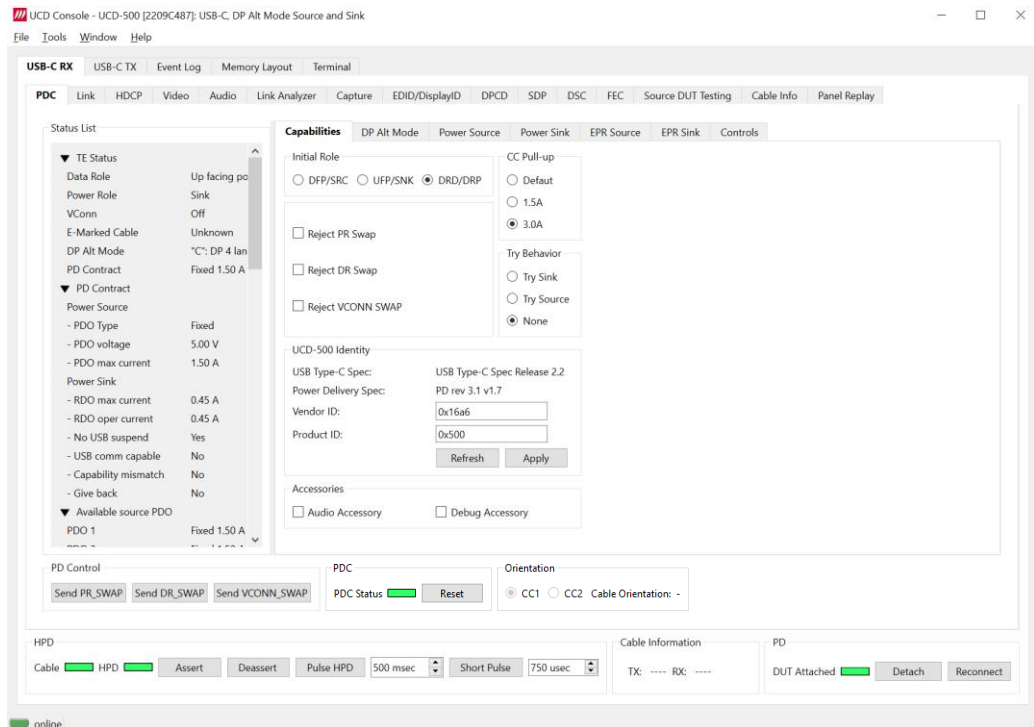 UCD Console - UCD-500 [2209C487]: USB-C, DP Alt Mode Source and Sink
File Tools Window Help
USB-C RX USB-C TX Event Log Memory Layout Terminal
PDC Link HDCP Video Audio Link Analyzer Capture EDID/DisplayID DPCD SDP DSC FEC Source DUT Testing Cable Info Panel Replay
Status List
TE Status
Data Role Up facing po
Power Role Sink
VConn Off
E-Marked Cable Unknown
DP Alt Mode "C": DP 4 lan
PD Contract Fixed 1.50 A
PD Contract
Power Source
- PDO Type Fixed
- PDO voltage 5.00 V
- PDO max current 1.50 A
Power Sink
- RDO max current 0.45 A
- RDO oper current 0.45 A
- No USB suspend Yes
- USB comm capable No
- Capability mismatch No
- Give back No
Available source PDO
PDO 1 Fixed 1.50 A
Capabilities DP Alt Mode Power Source Power Sink EPR Source EPR Sink Controls
Initial Role
DFP/SRC UFP/SNK DRD/DRP
Reject PR Swap
Reject DR Swap
Reject VCONN SWAP
CC Pull-up
Defaut
1.5A
3.0A
Try Behavior
Try Sink
Try Source
None
UCD-500 Identity
USB Type-C Spec: USB Type-C Spec Release 2.2
Power Delivery Spec: PD rev 3.1 v1.7
Vendor ID: 0x16a6
Product ID: 0x500
Refresh Apply
Accessories
Audio Accessory Debug Accessory
PD Control
Send PR_SWAP Send DR_SWAP Send VCONN_SWAP
PDC
PDC Status Reset
Orientation
CC1 CC2 Cable Orientation: -
HPD
Cable HPD Assert Deassert Pulse HPD 500 msec Short Pulse 750 usec
Cable Information
TX: ---- RX: ----
PD
DUT Attached Detach Reconnect
online